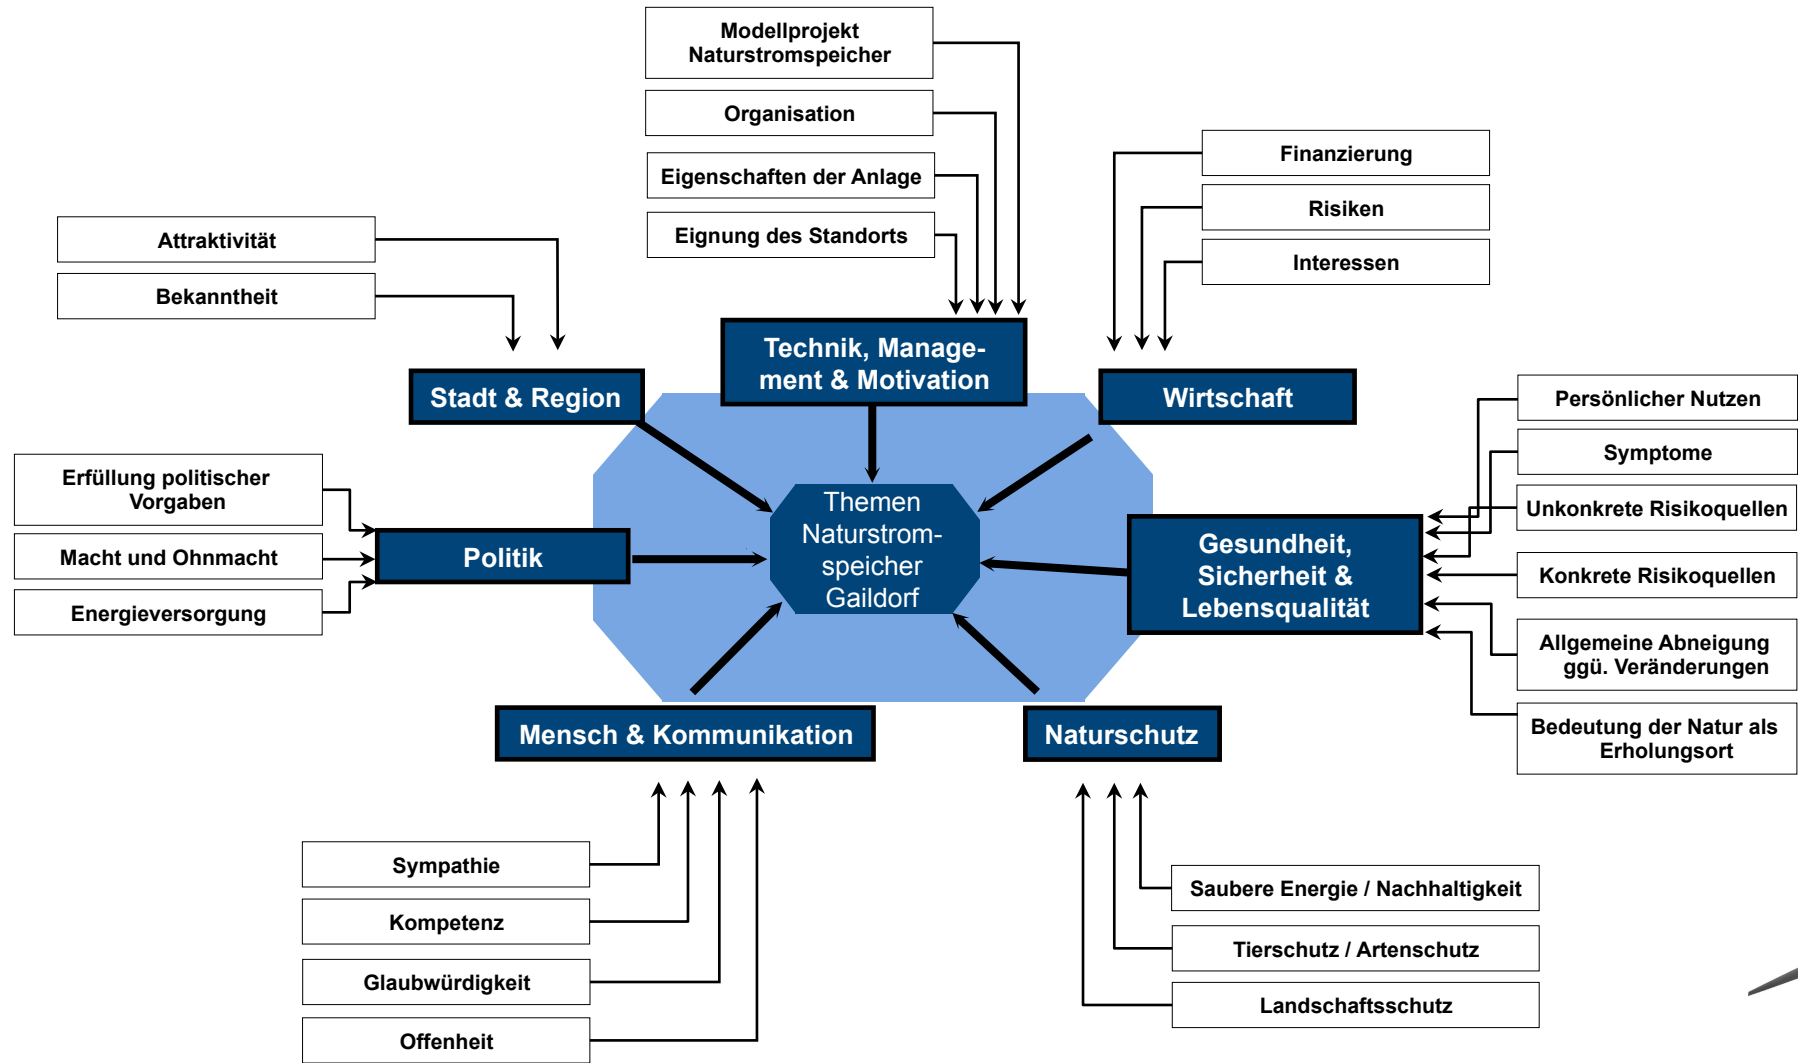 Modellprojekt
Naturstromspeicher
Organisation
Eigenschaften der Anlage
Eignung des Standorts
Finanzierung
Risiken
Interessen
Attraktivität
Bekanntheit
Technik, Manage-
ment & Motivation
Stadt & Region
Wirtschaft
Persönlicher Nutzen
Symptome
Unkonkrete Risikoquellen
Konkrete Risikoquellen
Allgemeine Abneigung
ggü. Veränderungen
Bedeutung der Natur als
Erholungsort
Erfüllung politischer
Vorgaben
Macht und Ohnmacht
Energieversorgung
Politik
Themen
Naturstrom-
speicher
Gaildorf
Gesundheit,
Sicherheit &
Lebensqualität
Mensch & Kommunikation
Naturschutz
Sympathie
Kompetenz
Glaubwürdigkeit
Offenheit
Saubere Energie / Nachhaltigkeit
Tierschutz / Artenschutz
Landschaftsschutz